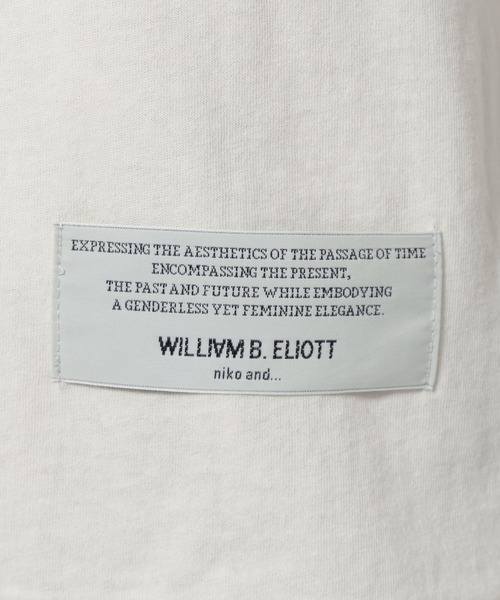 EXPRESSING THE AESTHETICS OF THE PASSAGE OF TIME
ENCOMPASSING THE PRESENT,
THE PAST AND FUTURE WHILE EMBODYING
A GENDERLESS YET FEMININE ELEGANCE.
WILLIAM B. ELIOTT
niko and...